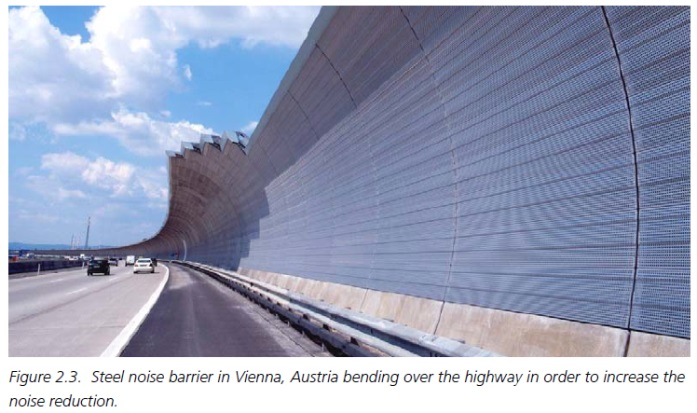 Figure 2.3.  Steel noise barrier in Vienna, Austria bending over the highway in order to increase the
noise reduction.